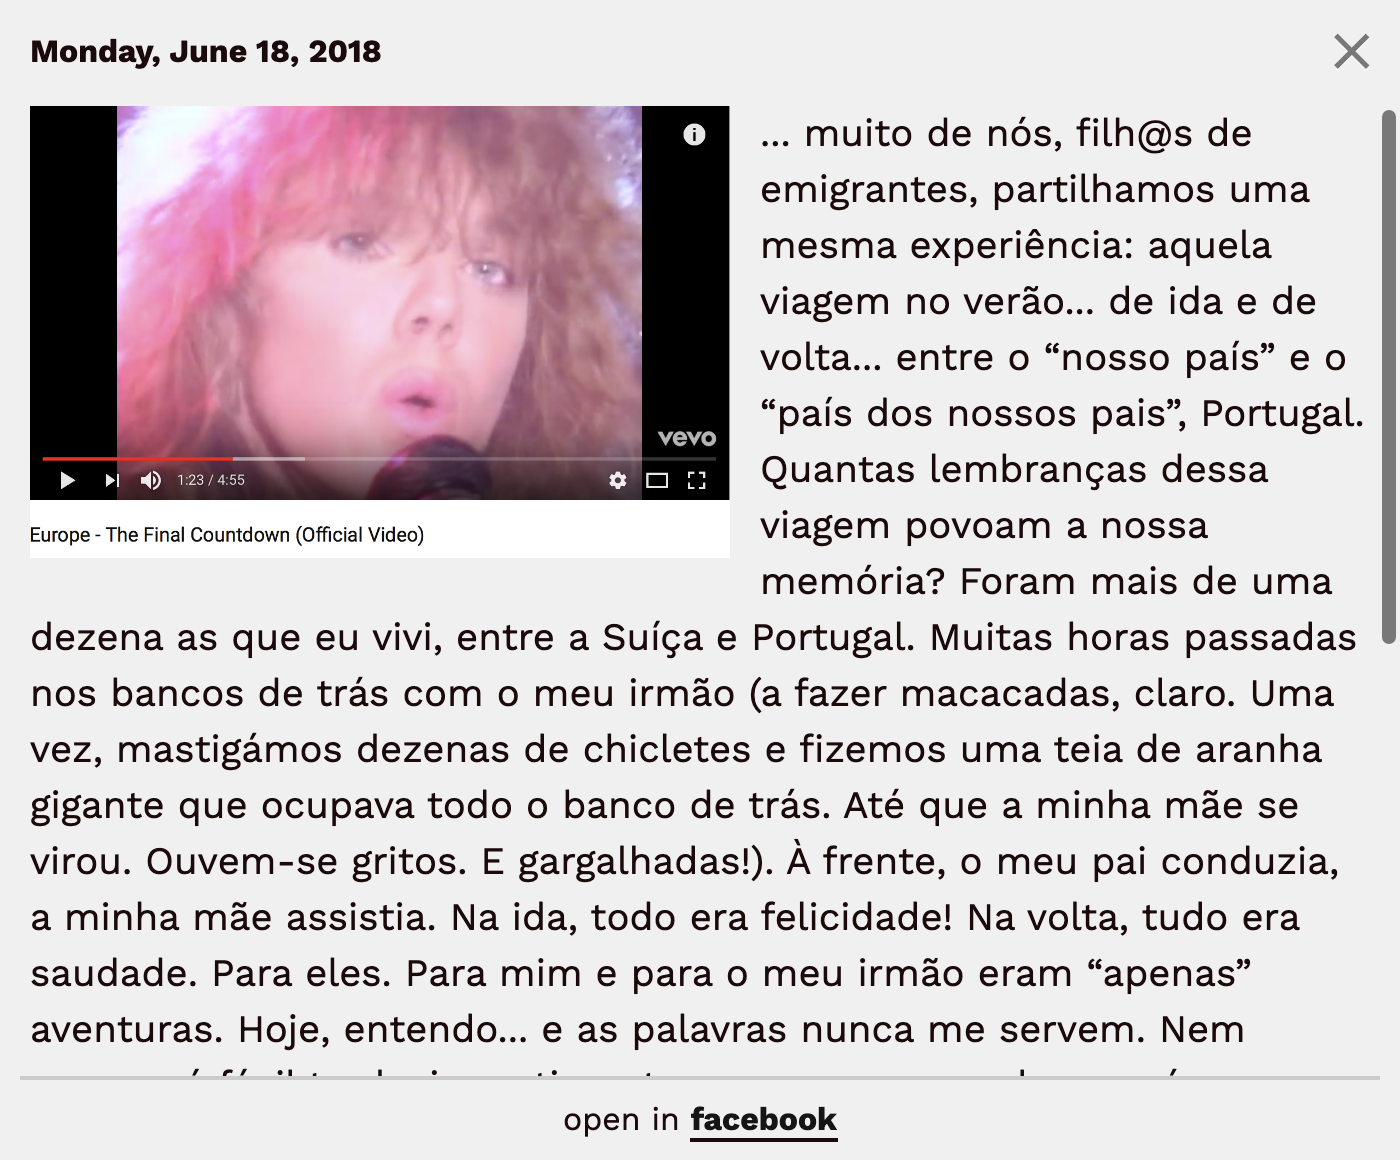 Monday, June 18, 2018
vevo
1:23 / 4:55
Europe - The Final Countdown (Official Video)
... muito de nós, filh@s de
emigrantes, partilhamos uma
mesma experiência: aquela
viagem no verão... de ida e de
volta... entre o “nosso país” e o
“país dos nossos pais”, Portugal.
Quantas lembranças dessa
viagem povoam a nossa
memória? Foram mais de uma
dezena as que eu vivi, entre a Suíça e Portugal. Muitas horas passadas
nos bancos de trás com o meu irmão (a fazer macacadas, claro. Uma
vez, mastigámos dezenas de chicletes e fizemos uma teia de aranha
gigante que ocupava todo o banco de trás. Até que a minha mãe se
virou. Ouvem-se gritos. E gargalhadas!). À frente, o meu pai conduzia,
a minha mãe assistia. Na ida, todo era felicidade! Na volta, tudo era
saudade. Para eles. Para mim e para o meu irmão eram “apenas”
aventuras. Hoje, entendo... e as palavras nunca me servem. Nem
open in facebook